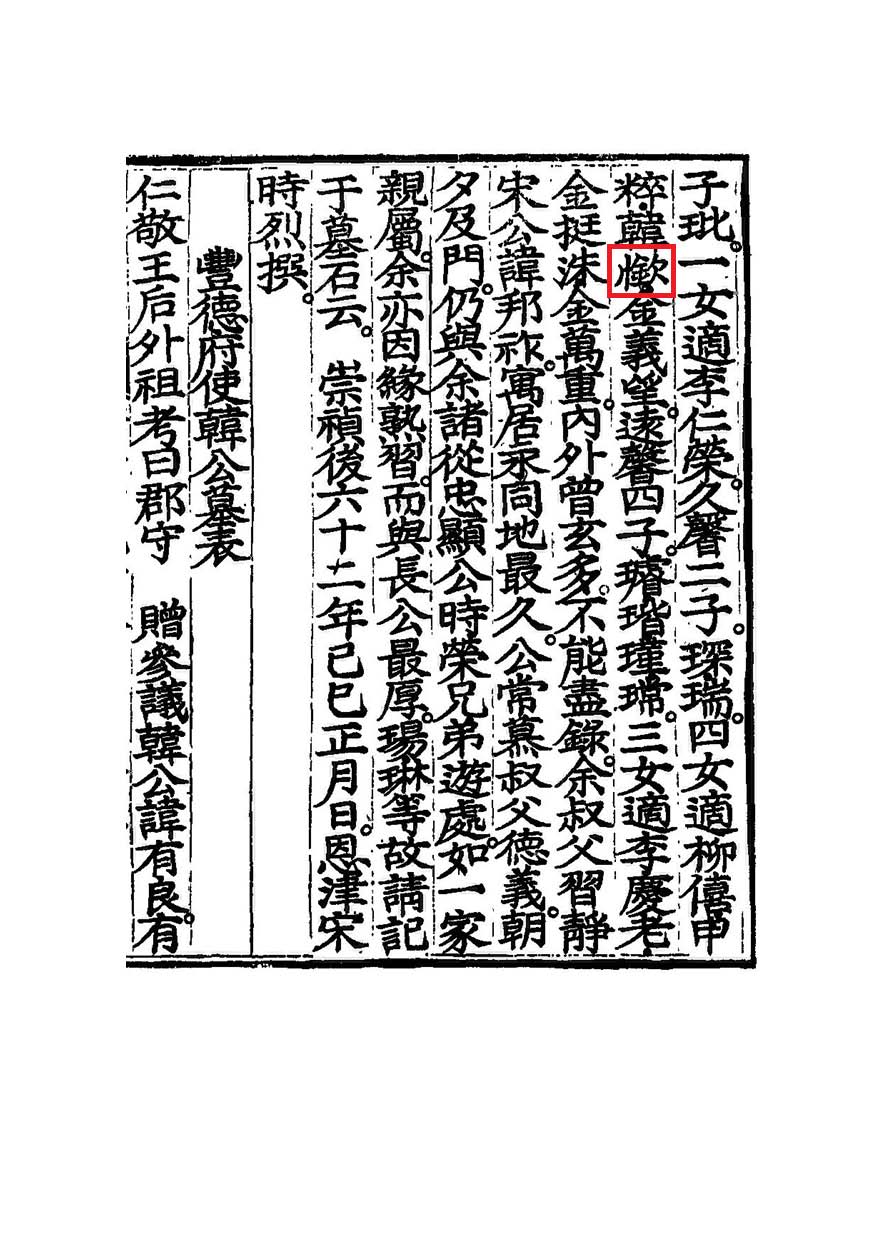 子玭。一女適李仁榮。久馨二子。琛瑞。四女適柳僖申
粹韓金義望。遠馨四子。璿瑎瑾瑺。三女適李慶老
金挺洙金萬重。內外曾玄多。不能盡錄。余叔父習靜
宋公諱邦祚。寓居永同地最久。公常慕叔父德義。朝
夕及門。仍與余諸從忠顯公時榮兄弟遊處。如一家
親屬。余亦因緣熟習。而與長公最厚。瑒琳等故請記
于墓石云。 崇禎後六十二年己巳正月日。恩津宋
時烈撰。
豐德府使韓公墓表
仁敬王后外祖考曰郡守 贈參議韓公諱有良。有